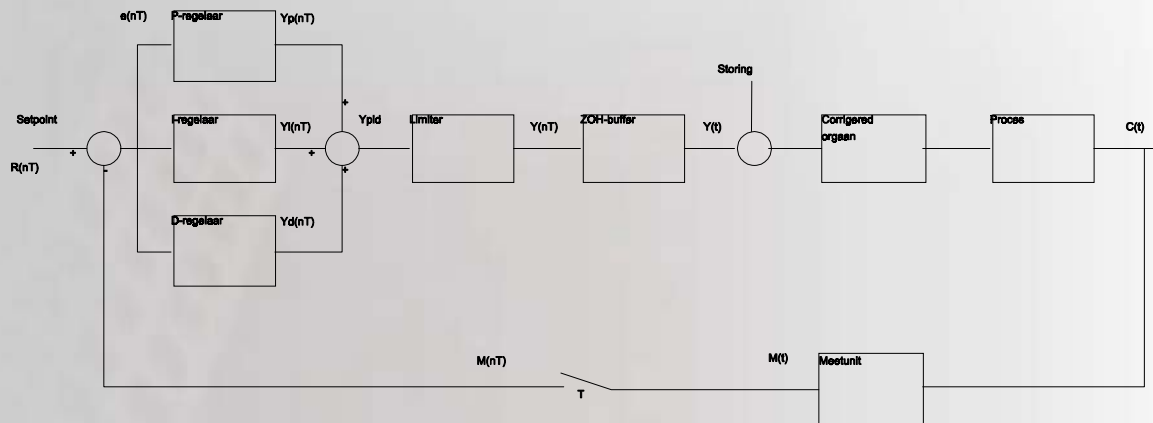 e(nT)
P-regelaar
Yp(nT)
+
Storing
Setpoint
+
R(nT)
-
I-regelaar
YI(nT)
+
Ypid
+
Limiter
Y(nT)
ZOH-buffer
Y(t)
Corrigered
orgaan
Proces
C(t)
D-regelaar
Yd(nT)
M(nT)
T
M(t)
Meetunit